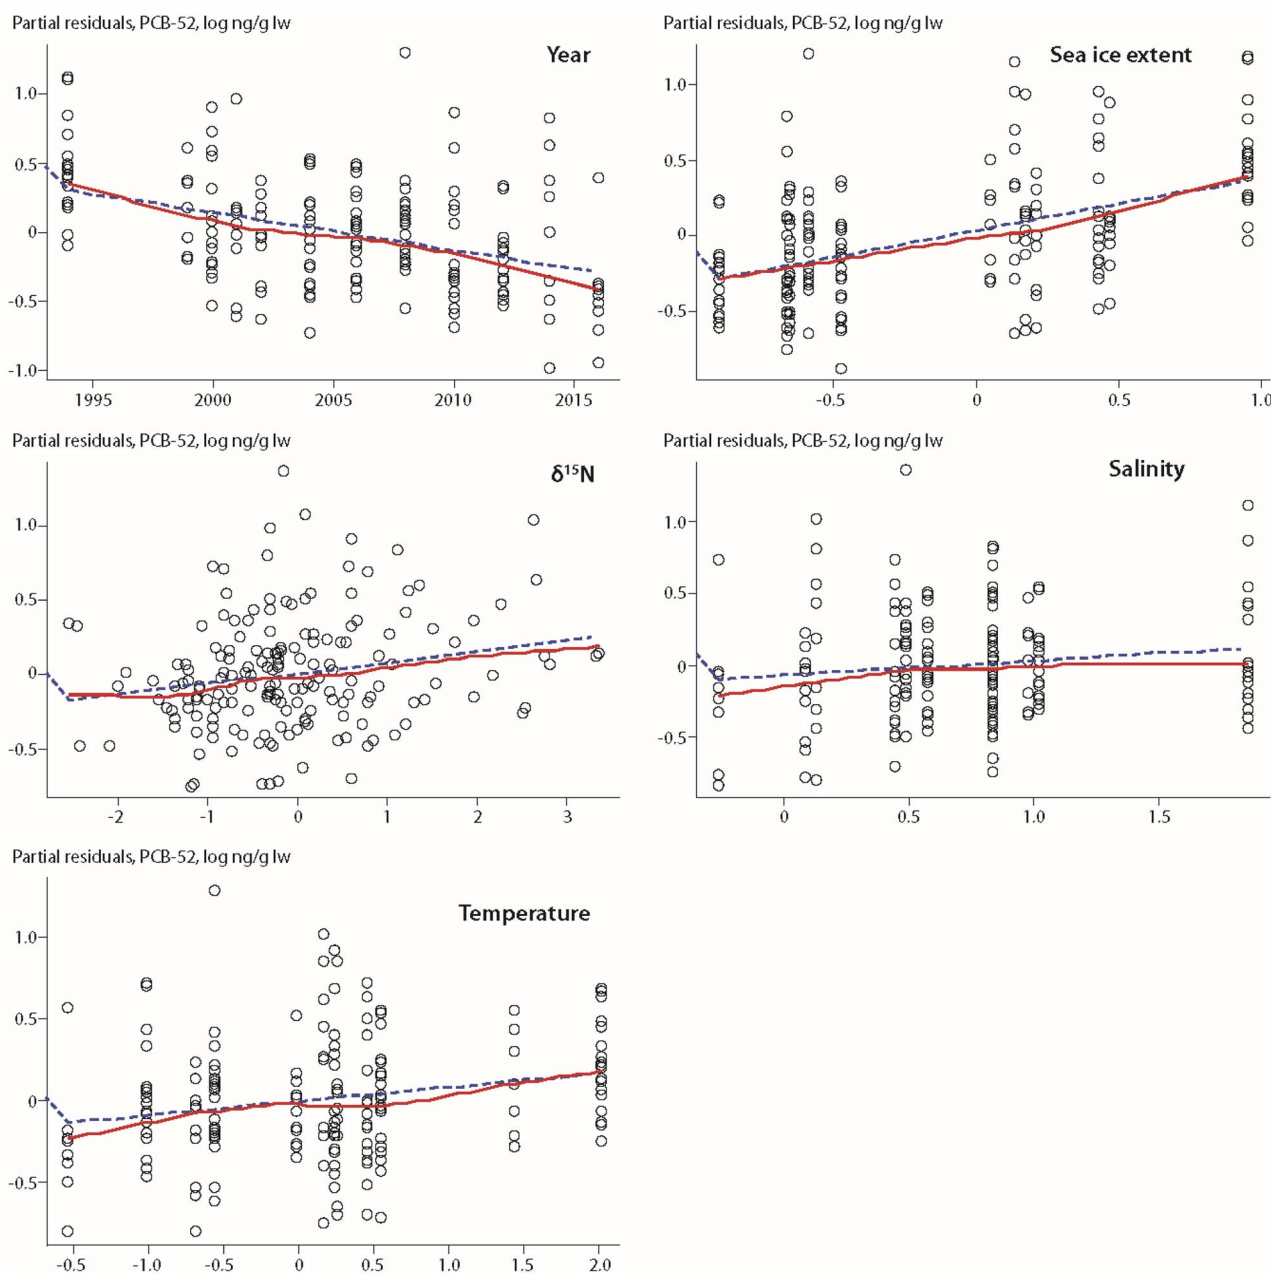 Partial residuals, PCB-52, log ng/g lw
Year
1.0
0.5
0
-0.5
-1.0
1995 2000 2005 2010 2015
Partial residuals, PCB-52, log ng/g lw
Sea ice extent
1.0
0.5
0
-0.5
-0.5 0 0.5 1.0
Partial residuals, PCB-52, log ng/g lw
δ¹⁵N
1.0
0.5
0
-0.5
-2 -1 0 1 2 3
Partial residuals, PCB-52, log ng/g lw
Salinity
1.0
0.5
0
-0.5
0 0.5 1.0 1.5
Partial residuals, PCB-52, log ng/g lw
Temperature
1.0
0.5
0
-0.5
-0.5 -1.0 -0.5 0 0.5 1.0 1.5 2.0